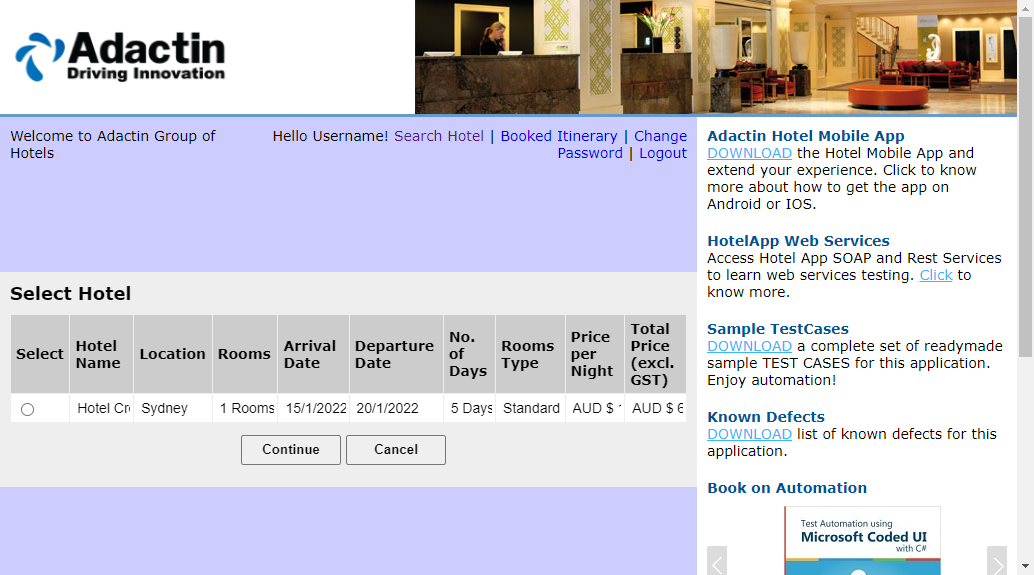 Adactin
Driving Innovation
Welcome to Adactin Group of
Hotels
Hello Username! Search Hotel | Booked Itinerary | Change
Password | Logout
Select Hotel
Select
Hotel
Name
Location
Rooms
Arrival
Date
Departure
Date
No.
of
Days
Rooms
Type
Price
per
Night
Total
Price
(excl.
GST)
Hotel Cr
Sydney
1 Rooms
15/1/2022
20/1/2022
5 Days
Standard
AUD $
AUD $ 6
Continue
Cancel
Adactin Hotel Mobile App
DOWNLOAD the Hotel Mobile App and
extend your experience. Click to know
more about how to get the app on
Android or IOS.
HotelApp Web Services
Access Hotel App SOAP and Rest Services
to learn web services testing. Click to
know more.
Sample TestCases
DOWNLOAD a complete set of readymade
sample TEST CASES for this application.
Enjoy automation!
Known Defects
DOWNLOAD list of known defects for this
application.
Book on Automation
Test Automation using
Microsoft Coded UI
with C#